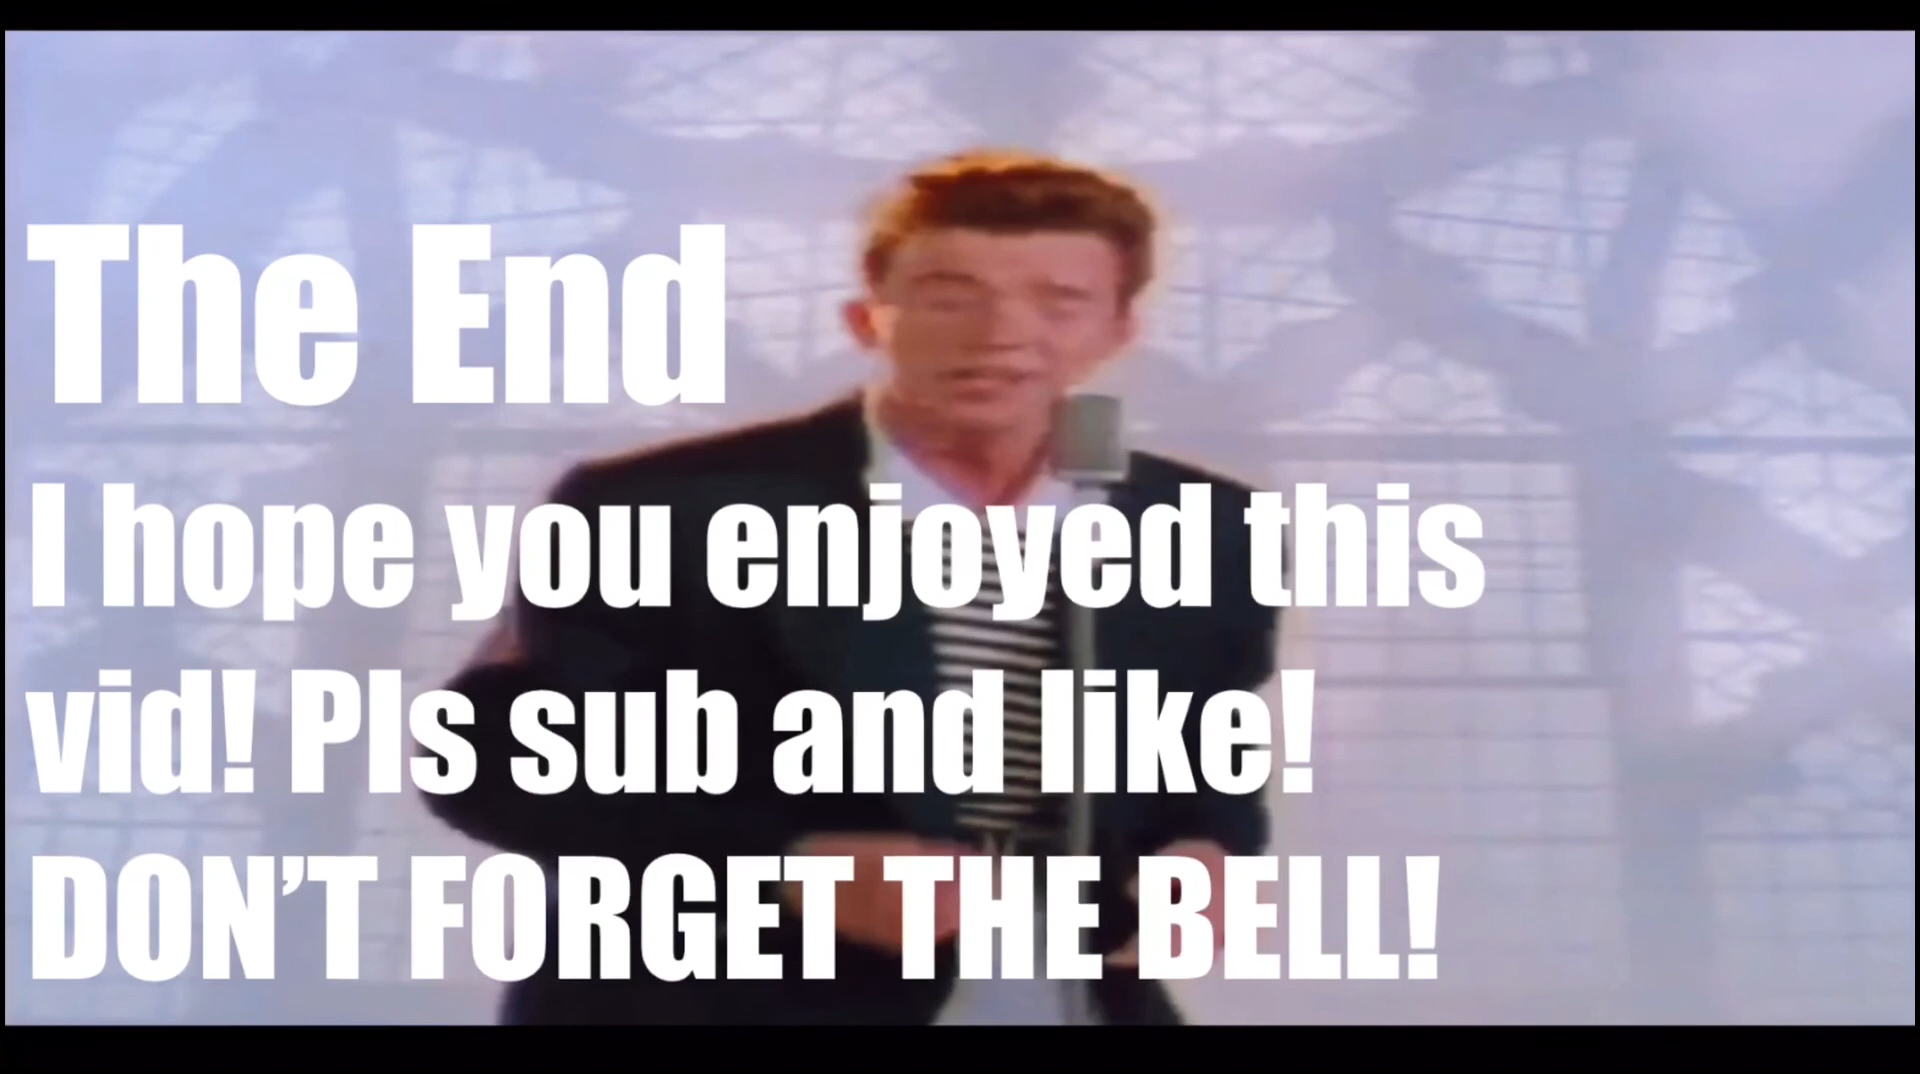 The End
I hope you enjoyed this
vid! Pls sub and like!
DON’T FORGET THE BELL!